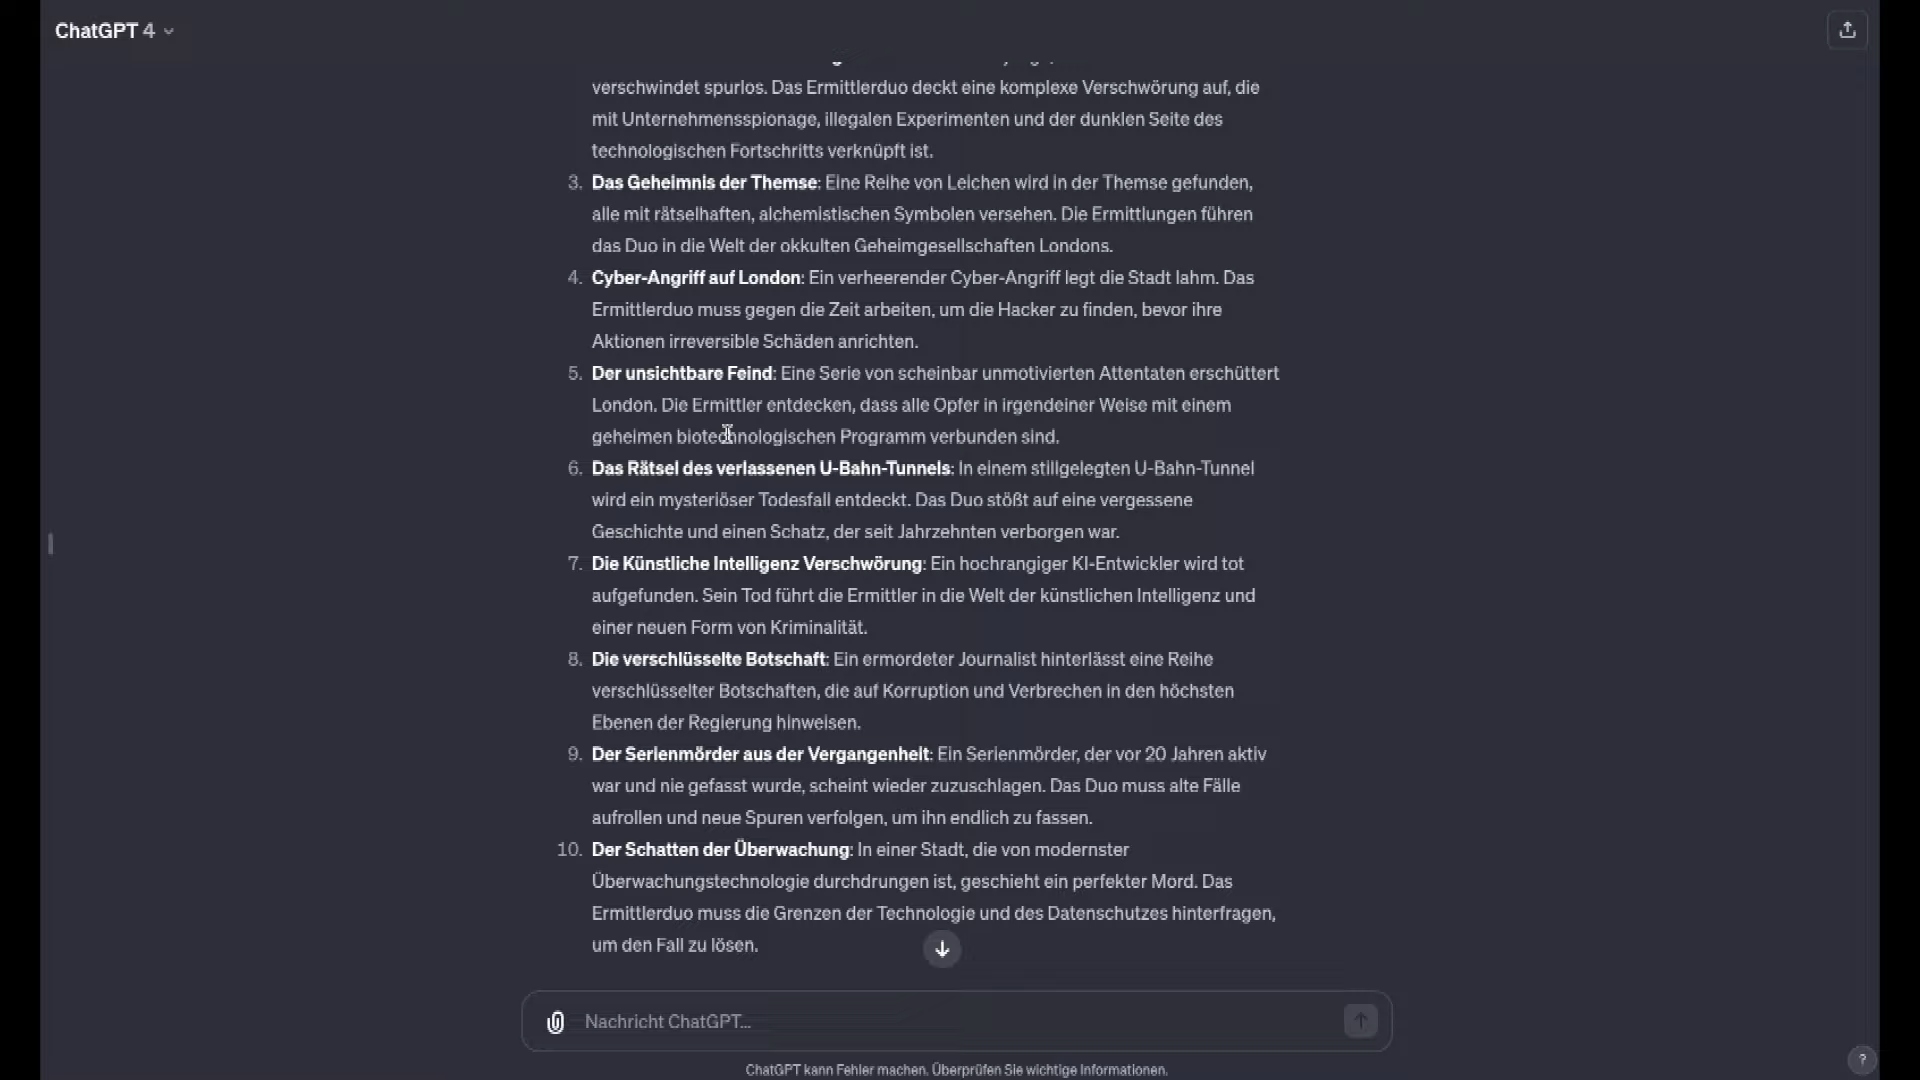 ChatGPT 4
verschwindet spurlos. Das Ermittlerduo deckt eine komplexe Verschwörung auf, die
mit Unternehmensspionage, illegalen Experimenten und der dunklen Seite des
technologischen Fortschritts verknüpft ist.
3. Das Geheimnis der Themse: Eine Reihe von Leichen wird in der Themse gefunden,
alle mit rätselhaften, alchemistischen Symbolen versehen. Die Ermittlungen führen
das Duo in die Welt der okkulten Geheimgesellschaften Londons.
4. Cyber-Angriff auf London: Ein verheerender Cyber-Angriff legt die Stadt lahm. Das
Ermittlerduo muss gegen die Zeit arbeiten, um die Hacker zu finden, bevor ihre
Aktionen irreversible Schäden anrichten.
5. Der unsichtbare Feind: Eine Serie von scheinbar unmotivierten Attentaten erschüttert
London. Die Ermittler entdecken, dass alle Opfer in irgendeiner Weise mit einem
geheimen biotechnologischen Programm verbunden sind.
6. Das Rätsel des verlassenen U-Bahn-Tunnels: In einem stillgelegten U-Bahn-Tunnel
wird ein mysteriöser Todesfall entdeckt. Das Duo stößt auf eine vergessene
Geschichte und einen Schatz, der seit Jahrzehnten verborgen war.
7. Die Künstliche Intelligenz Verschwörung: Ein hochrangiger KI-Entwickler wird tot
aufgefunden. Sein Tod führt die Ermittler in die Welt der künstlichen Intelligenz und
einer neuen Form von Kriminalität.
8. Die verschlüsselte Botschaft: Ein ermordeter Journalist hinterlässt eine Reihe
verschlüsselter Botschaften, die auf Korruption und Verbrechen in den höchsten
Ebenen der Regierung hinweisen.
9. Der Serienmörder aus der Vergangenheit: Ein Serienmörder, der vor 20 Jahren aktiv
war und nie gefasst wurde, scheint wieder zuzuschlagen. Das Duo muss alte Fälle
aufrollen und neue Spuren verfolgen, um ihn endlich zu fassen.
10. Der Schatten der Überwachung: In einer Stadt, die von modernster
Überwachungstechnologie durchdrungen ist, geschieht ein perfekter Mord. Das
Ermittlerduo muss die Grenzen der Technologie und des Datenschutzes hinterfragen,
um den Fall zu lösen.
Nachricht ChatGPT...
ChatGPT kann Fehler machen. Überprüfen Sie wichtige Informationen.
?